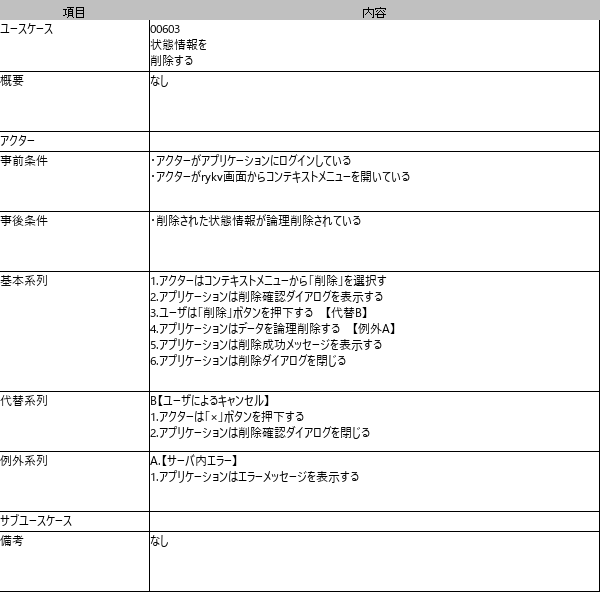 項目 内容
ユースケース 00603
状態情報を
削除する
概要 なし
アクター
事前条件 ・アクターがアプリケーションにログインしている
・アクターがrykv画面からコンテキストメニューを開いている
事後条件 ・削除された状態情報が論理削除されている
基本系列 1.アクターはコンテキストメニューから「削除」を選択す
2.アプリケーションは削除確認ダイアログを表示する
3.ユーザは「削除」ボタンを押下する 【代替B】
4.アプリケーションはデータを論理削除する 【例外A】
5.アプリケーションは削除成功メッセージを表示する
6.アプリケーションは削除ダイアログを閉じる
代替系列 B【ユーザによるキャンセル】
1.アクターは「×」ボタンを押下する
2.アプリケーションは削除確認ダイアログを閉じる
例外系列 A.【サーバ内エラー】
1.アプリケーションはエラーメッセージを表示する
サブユースケース
備考 なし